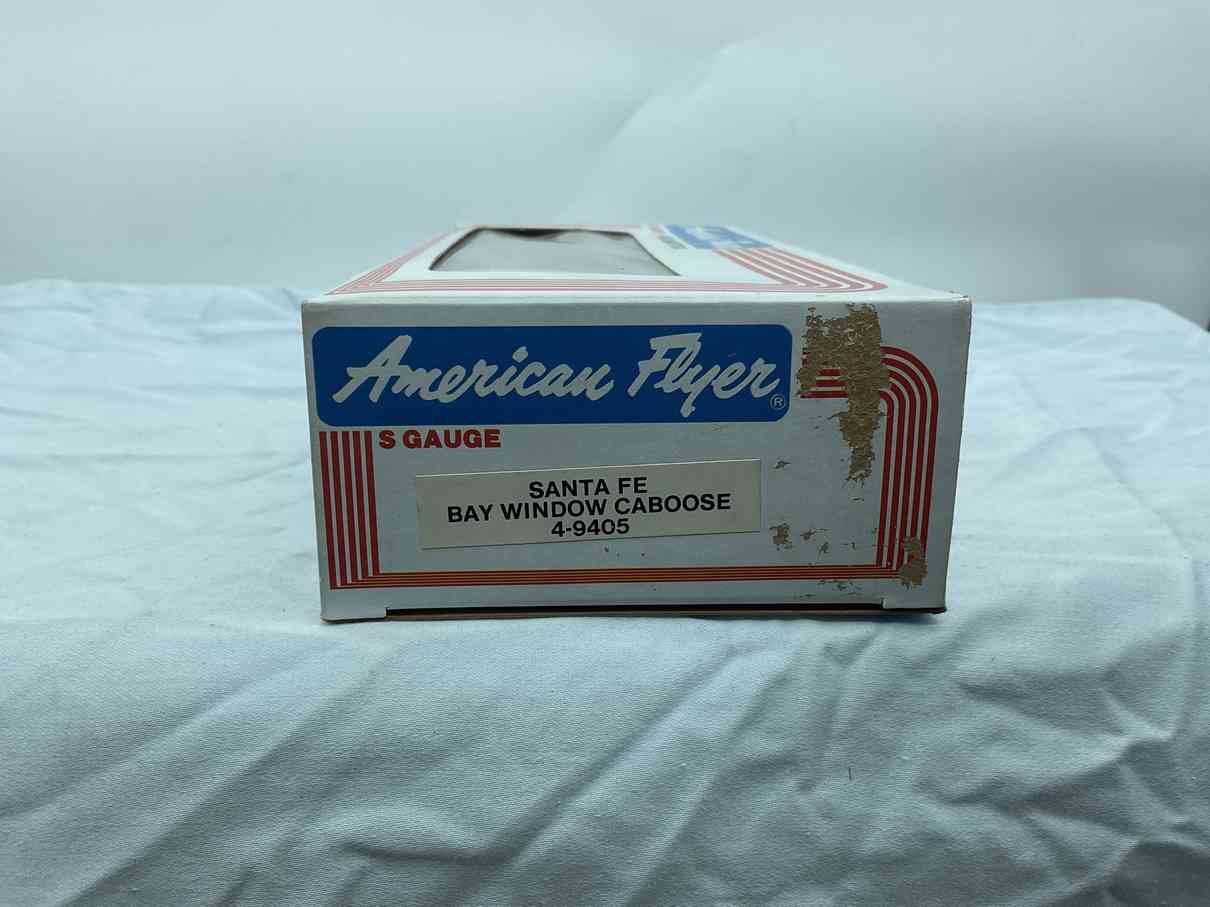 American Flyer ®
S GAUGE
SANTA FE
BAY WINDOW CABOOSE
4-9405